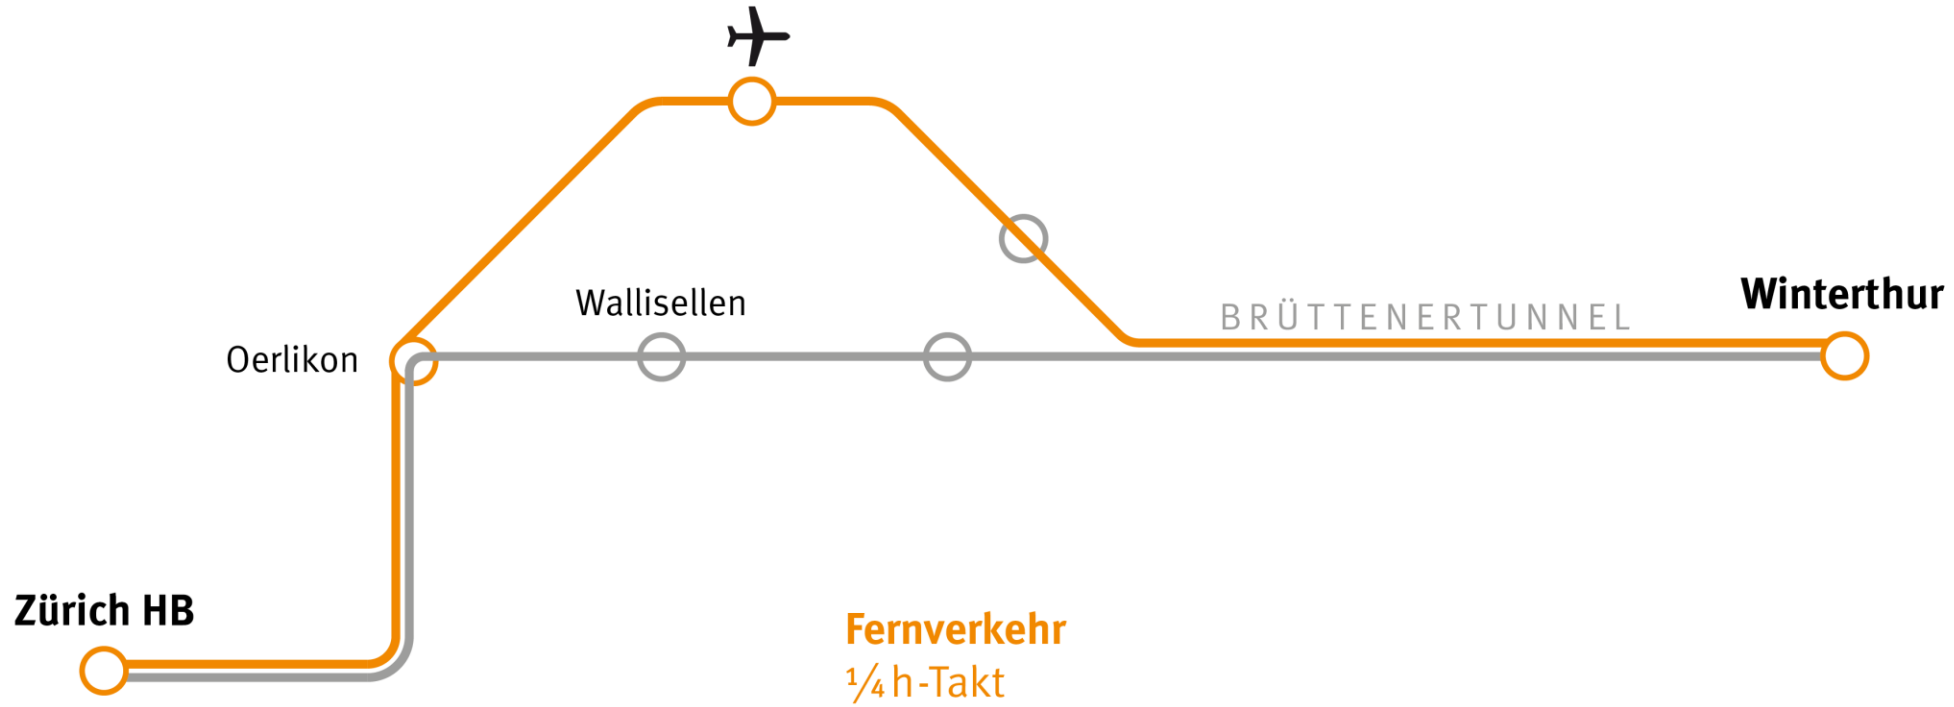 Wallisellen
Oerlikon
BRÜTTENERTUNNEL
Winterthur
Zürich HB
Fernverkehr
¼ h-Takt